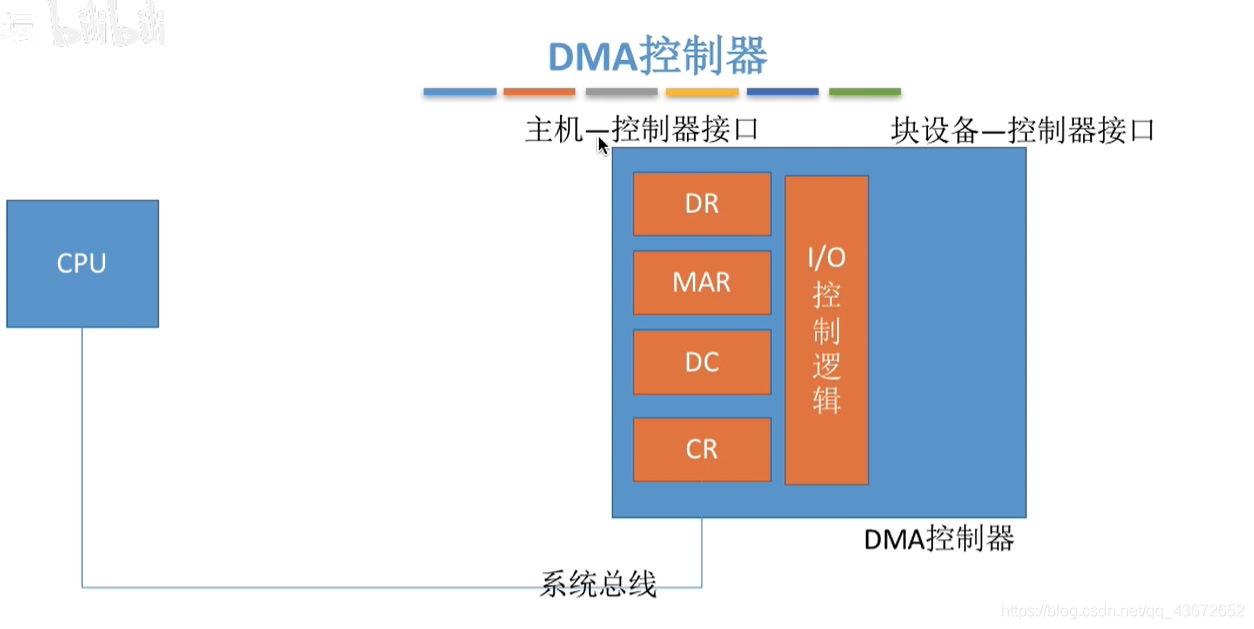 坛 bilibili
DMA控制器
主机—控制器接口
块设备—控制器接口
CPU
DR
MAR
DC
CR
I/O
控
制
逻
辑
DMA控制器
系统总线
https://blog.csdn.net/qq_43672652